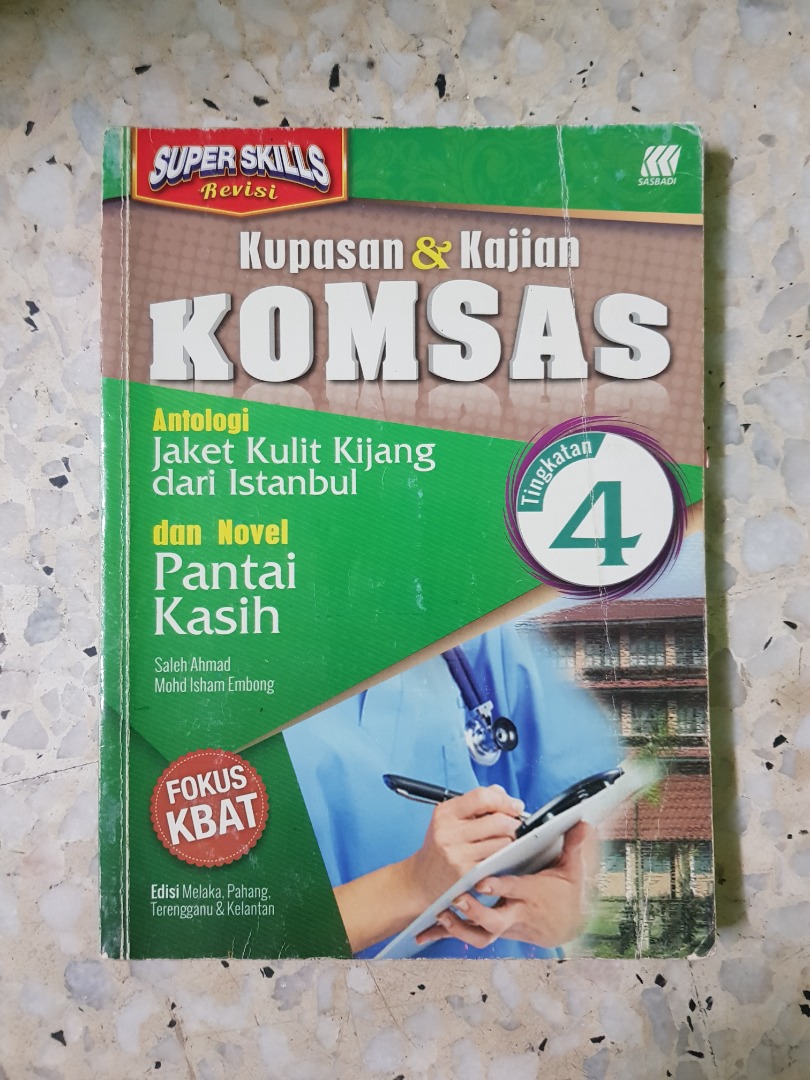 SUPER SKILLS
Revisi
SASBADI
Kupasan & Kajian
KOMSAS
Antologi
Jaket Kulit Kijang
dari Istanbul
dan Novel
Pantai
Kasih
Tingkatan
4
Saleh Ahmad
Mohd Isham Embong
FOKUS
KBAT
Edisi Melaka, Pahang,
Terengganu & Kelantan